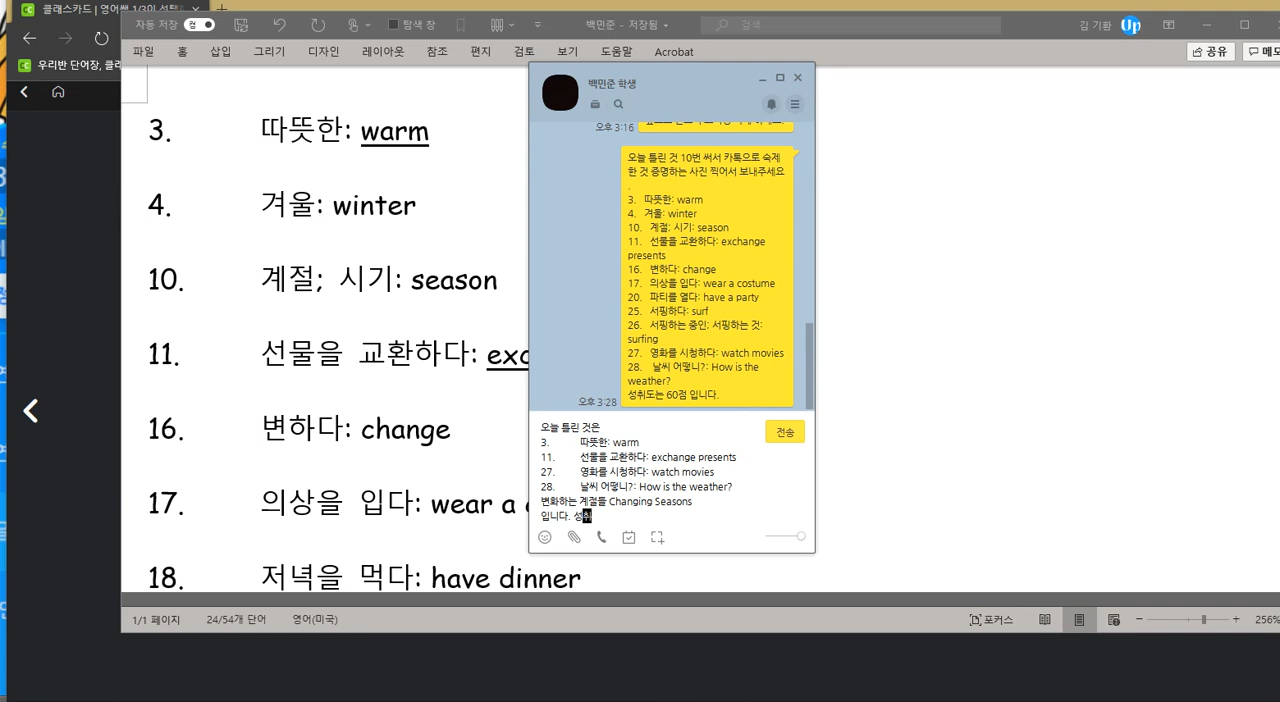 클래스카드 | 영어쌤 1/3의 선택
자동 저장 켬 탐색 창 백민준 - 저장됨 검색 김 기환 Up
파일 홈 삽입 그리기 디자인 레이아웃 참조 편지 검토 보기 도움말 Acrobat 공유 메모
우리반 단어장, 클래
3. 따뜻한: warm
4. 겨울: winter
10. 계절; 시기: season
11. 선물을 교환하다: exc
16. 변하다: change
17. 의상을 입다: wear a
18. 저녁을 먹다: have dinner
백민준 학생
오후 3:16
오늘 틀린 것 10번 써서 카톡으로 숙제
한 것 증명하는 사진 찍어서 보내주세요
.
3. 따뜻한: warm
4. 겨울: winter
10. 계절; 시기: season
11. 선물을 교환하다: exchange
presents
16. 변하다: change
17. 의상을 입다: wear a costume
20. 파티를 열다: have a party
25. 서핑하다: surf
26. 서핑하는 중인; 서핑하는 것:
surfing
27. 영화를 시청하다: watch movies
28. 날씨 어떻니?: How is the
weather?
성취도는 60점 입니다.
오후 3:28
오늘 틀린 것은
3. 따뜻한: warm
11. 선물을 교환하다: exchange presents
27. 영화를 시청하다: watch movies
28. 날씨 어떻니?: How is the weather?
변화하는 계절들 Changing Seasons
입니다. 성취
전송
1/1 페이지 24/54개 단어 영어(미국) 포커스 256%